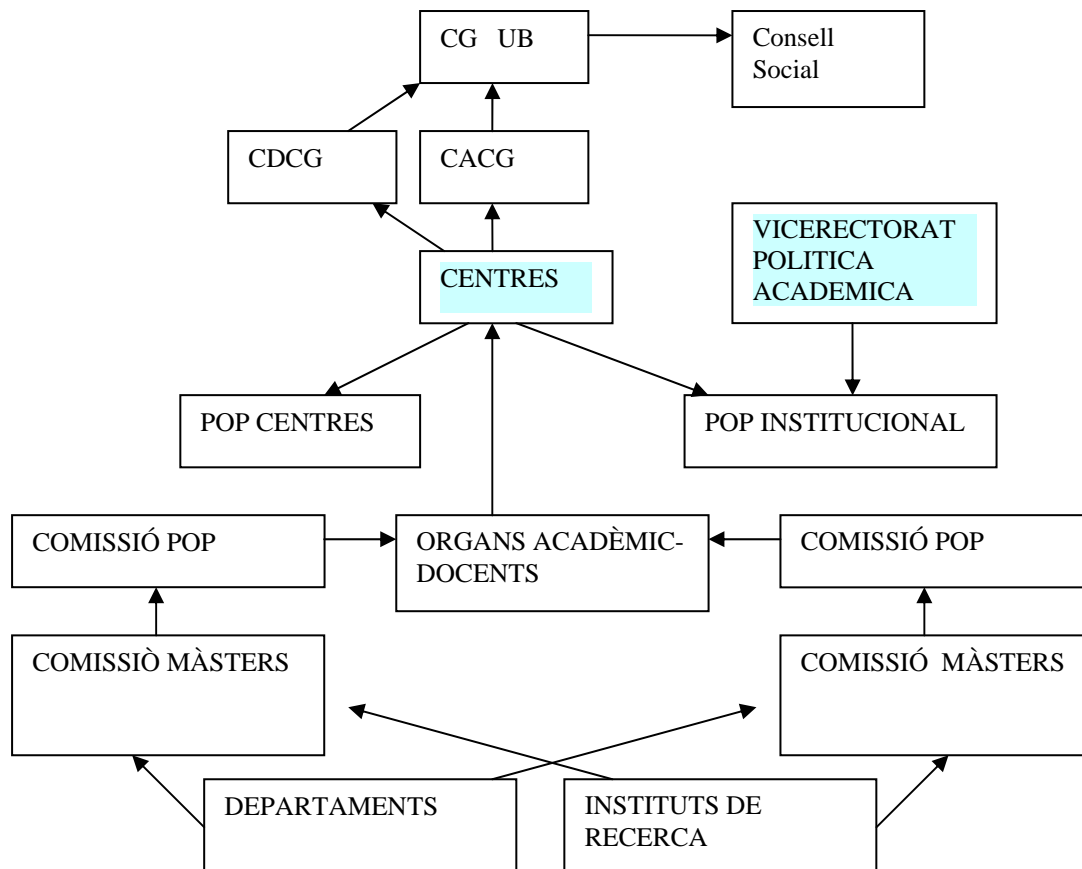 CG UB
Consell
Social
CDCG
CACG
VICERECTORAT
POLITICA
ACADEMICA
CENTRES
POP CENTRES
POP INSTITUCIONAL
COMISSIÓ POP
ORGANS ACADÈMIC-
DOCENTS
COMISSIÓ POP
COMISSIÒ MÀSTERS
COMISSIÓ MÀSTERS
DEPARTAMENTS
INSTITUTS DE
RECERCA